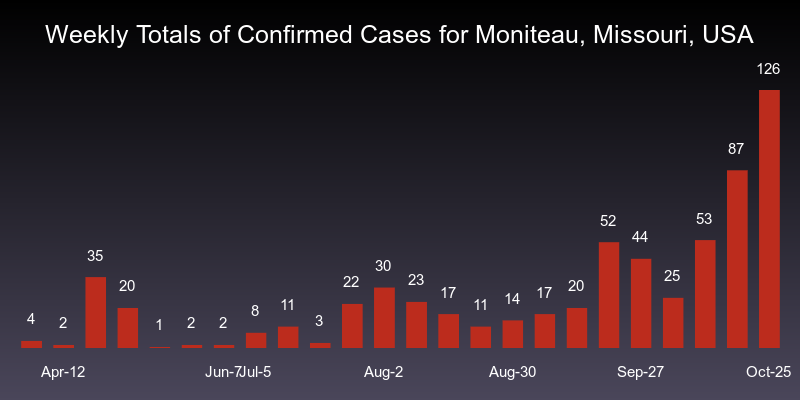 Weekly Totals of Confirmed Cases for Moniteau, Missouri, USA
4 2 35 20 1 2 2 8 11 3 22 30 23 17 11 14 17 20 52 44 25 53 87 126
Apr-12 Jun-7 Jul-5 Aug-2 Aug-30 Sep-27 Oct-25